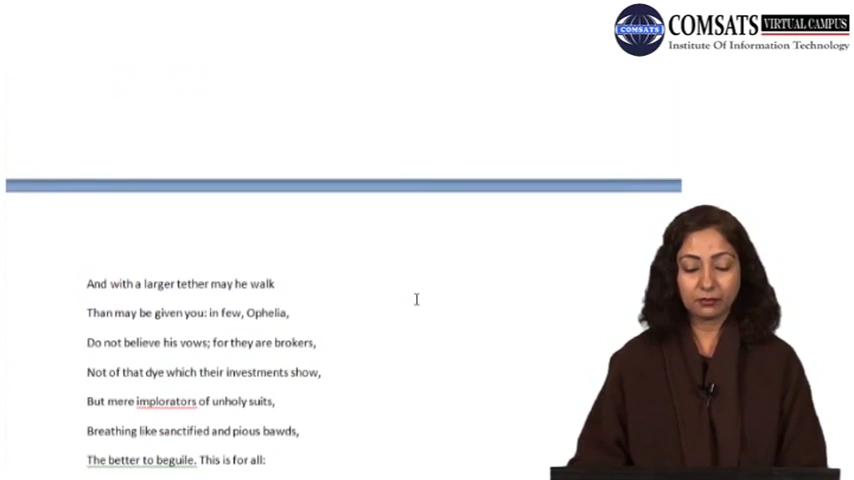 COMSATS VIRTUAL CAMPUS
Institute Of Information Technology
COMSATS
And with a larger tether may he walk
Than may be given you: in few, Ophelia,
Do not believe his vows; for they are brokers,
Not of that dye which their investments show,
But mere implorators of unholy suits,
Breathing like sanctified and pious bawds,
The better to beguile. This is for all: